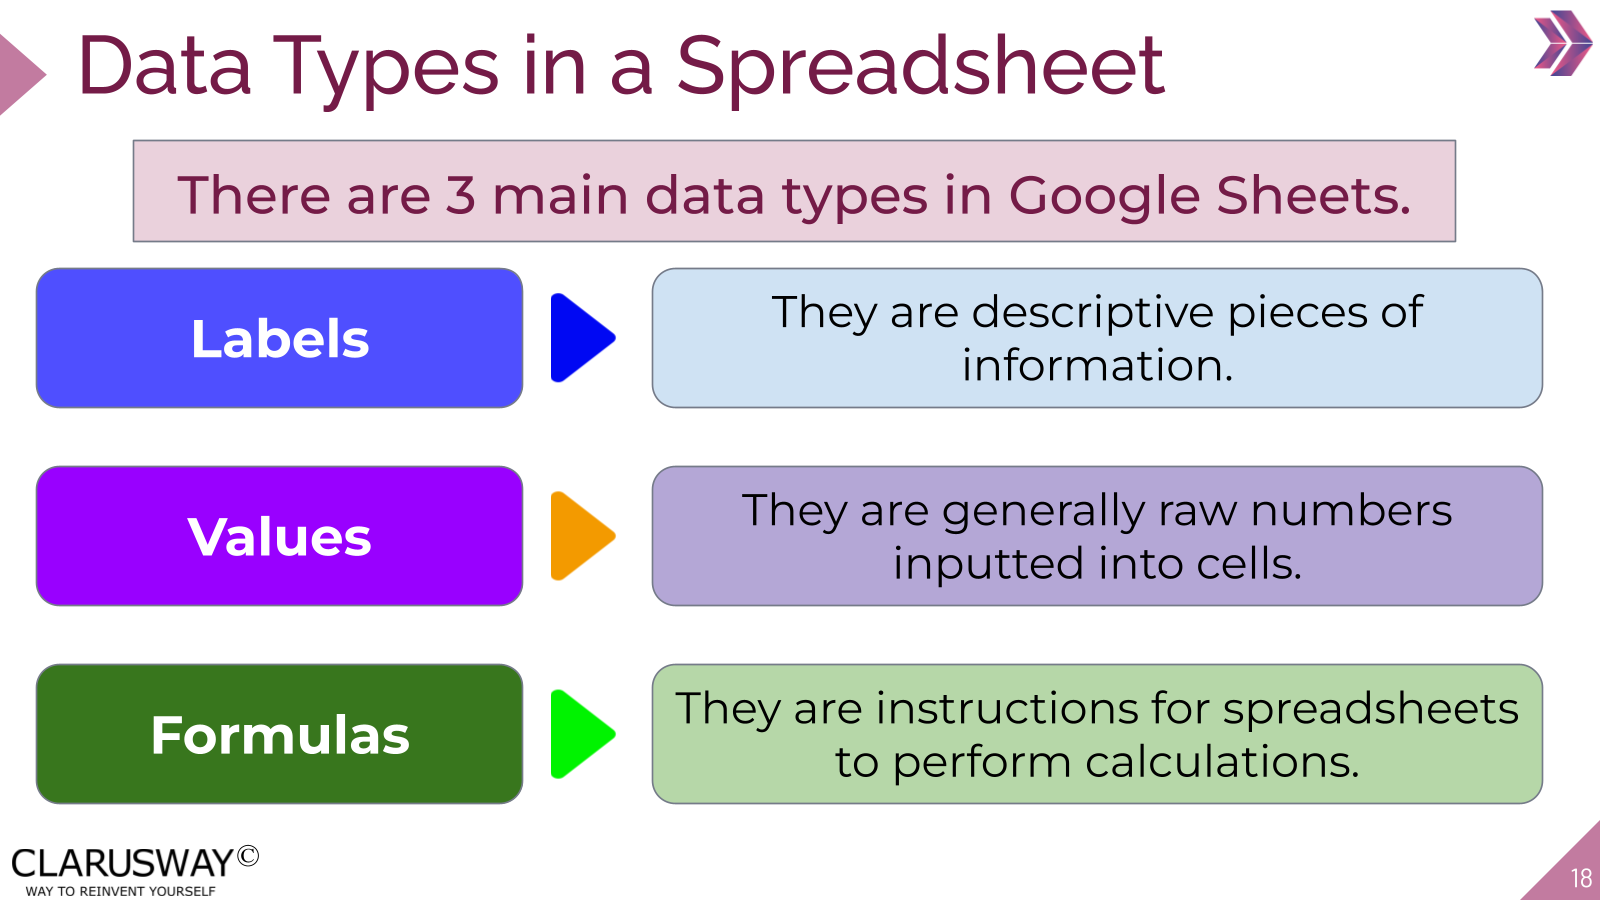 Data Types in a Spreadsheet
There are 3 main data types in Google Sheets.
Labels
They are descriptive pieces of
information.
Values
They are generally raw numbers
inputted into cells.
Formulas
They are instructions for spreadsheets
to perform calculations.
CLARUSWAY©
WAY TO REINVENT YOURSELF
18